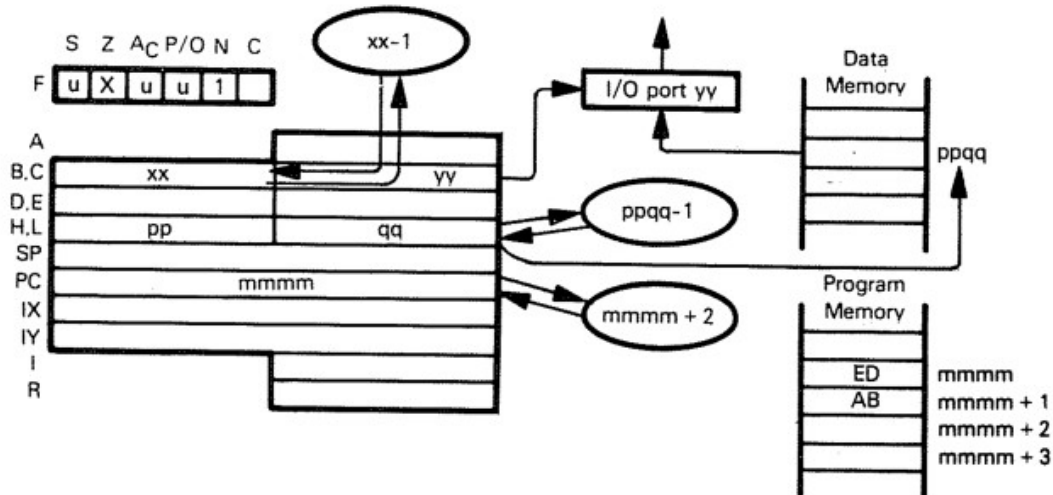 S Z AC P/O N C
F u X u u 1
xx-1
I/O port yy
Data
Memory
ppqq
A
B,C xx yy
D,E
H,L pp qq
ppqq-1
SP
PC mmmm
mmmm + 2
IX
IY
I
R
Program
Memory
ED mmmm
AB mmmm + 1
mmmm + 2
mmmm + 3